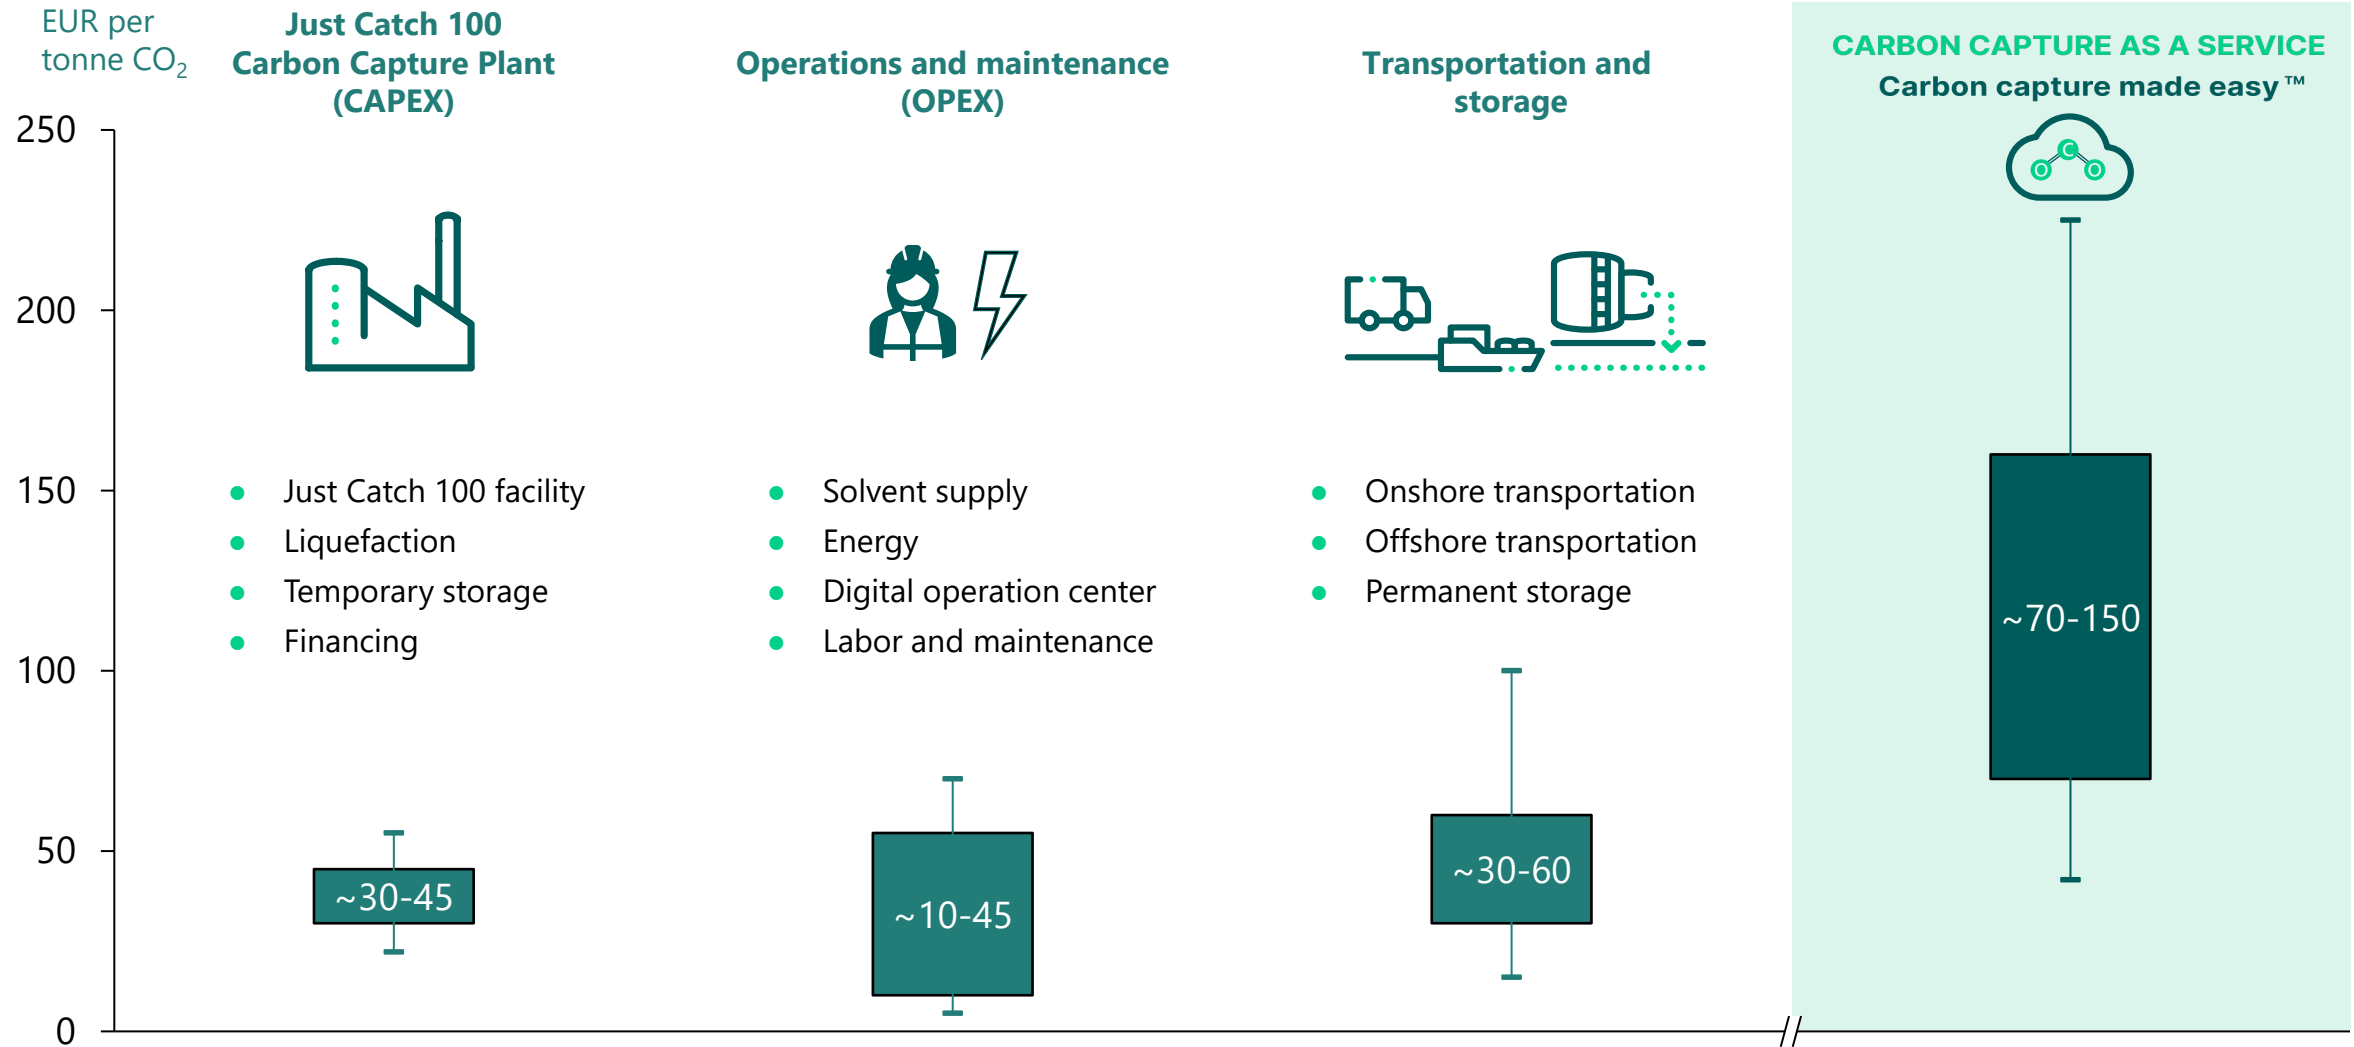 EUR per
tonne CO₂
Just Catch 100
Carbon Capture Plant
(CAPEX)
Operations and maintenance
(OPEX)
Transportation and
storage
CARBON CAPTURE AS A SERVICE
Carbon capture made easy™
C
O O
250
200
150
100
50
0
Just Catch 100 facility
Liquefaction
Temporary storage
Financing
Solvent supply
Energy
Digital operation center
Labor and maintenance
Onshore transportation
Offshore transportation
Permanent storage
~30-45
~10-45
~30-60
~70-150